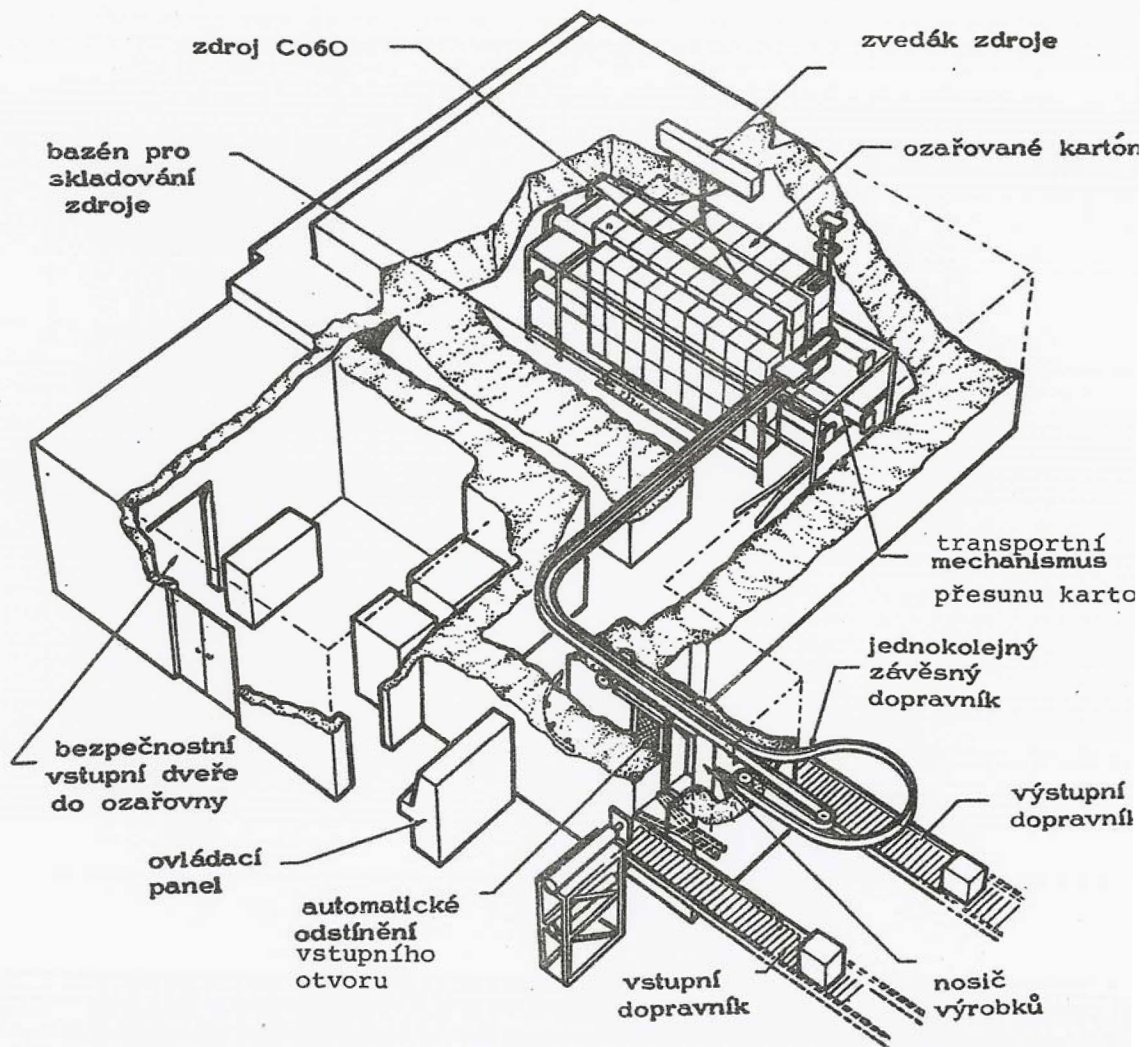 zdroj Co60
zvedák zdroje
bazén pro
skladování
zdroje
ozařované kartón
transportní
mechanismus
přesunu karto
jednokolejný
závěsný
dopravník
bezpečnostní
vstupní dveře
do ozařovny
výstupní
dopravník
ovládací
panel
automatické
odstínění
vstupního
otvoru
vstupní
dopravník
nosič
výrobků